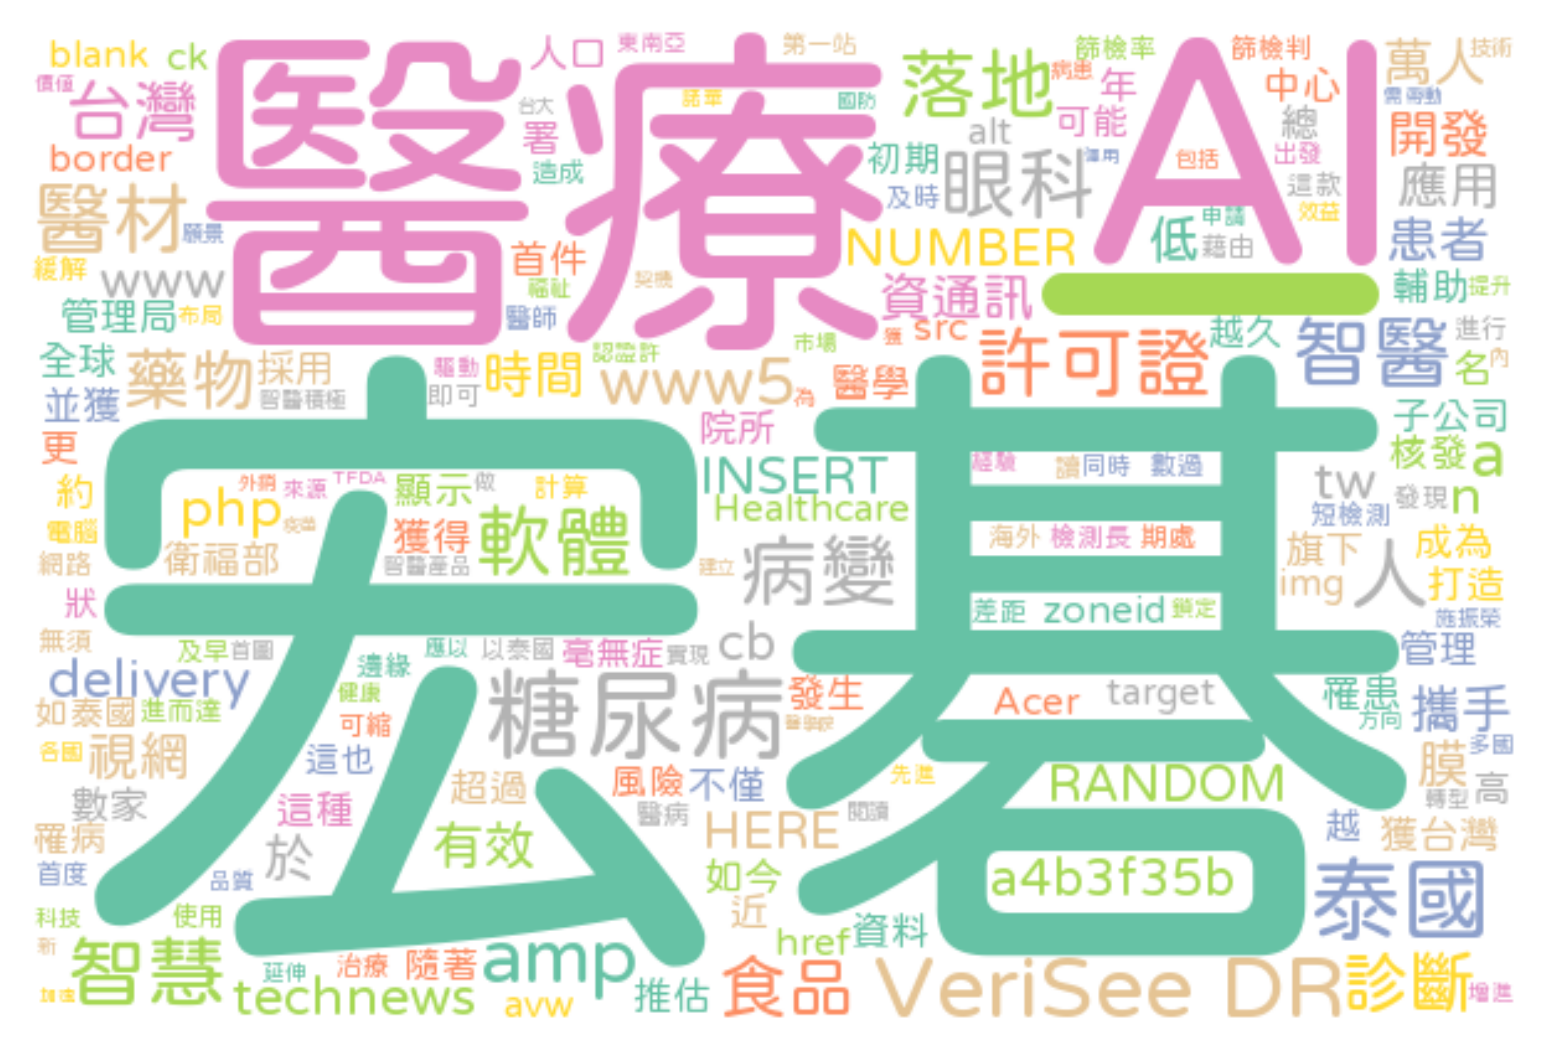 blank ck 人口 東南亞 第一站 落地 篩檢率 篩檢判 萬人 技術
價值 台灣 醫療 AI 病患 年 中心 需勞動
台大 諸華 國防 署 alt 可能 總 開發
border 造成 初期 眼科 運用 包括 出發 應用
醫材 願景 及時 這款 效益
緩解 www 首件 NUMBER 低 申請 藉由 患者
管理局 布局 福祉 契機 資通訊 一 輔助 提升
醫師 獲 src 許可證 越久 智醫 進行
全球 藥物 採用 驅動 時間 認證許 市場 名 內
並獲 智醫積極 即可 www5 為 醫學 子公司
更 宏碁 院所 核發 a
約 php 外銷 來源 TFDA 顯示 做 計算 INSERT 經驗 讀 同時 數過 tw 發現 n
電腦 疾病 獲得 軟體 Healthcare 短檢測
網路 衛福部 智醫產品 建立 病變 海外 檢測長 期處 旗下 人 成為
狀 差距 zoneid 鎖定 img 打造
無須 及早 首圖 應以 以泰國 毫無症 實現 cb 施振榮
delivery 邊緣 糖尿病 發生 管理
如泰國 進而達 健康 可縮 醫學院 Acer target 罹患 方向 攜手
各國 視網 這也 多國
數家 這種 超過 風險 不僅 先進 RANDOM 膜 轉型 高
罹病 於 有效 醫病 HERE 閱讀 越 獲台灣
首度 品質 如今 a4b3f35b 泰國
科技 使用 近 資料
新 智慧 延伸 治療 隨著 amp href
加速 technews avw 推估 食品 VeriSee DR 診斷 增進